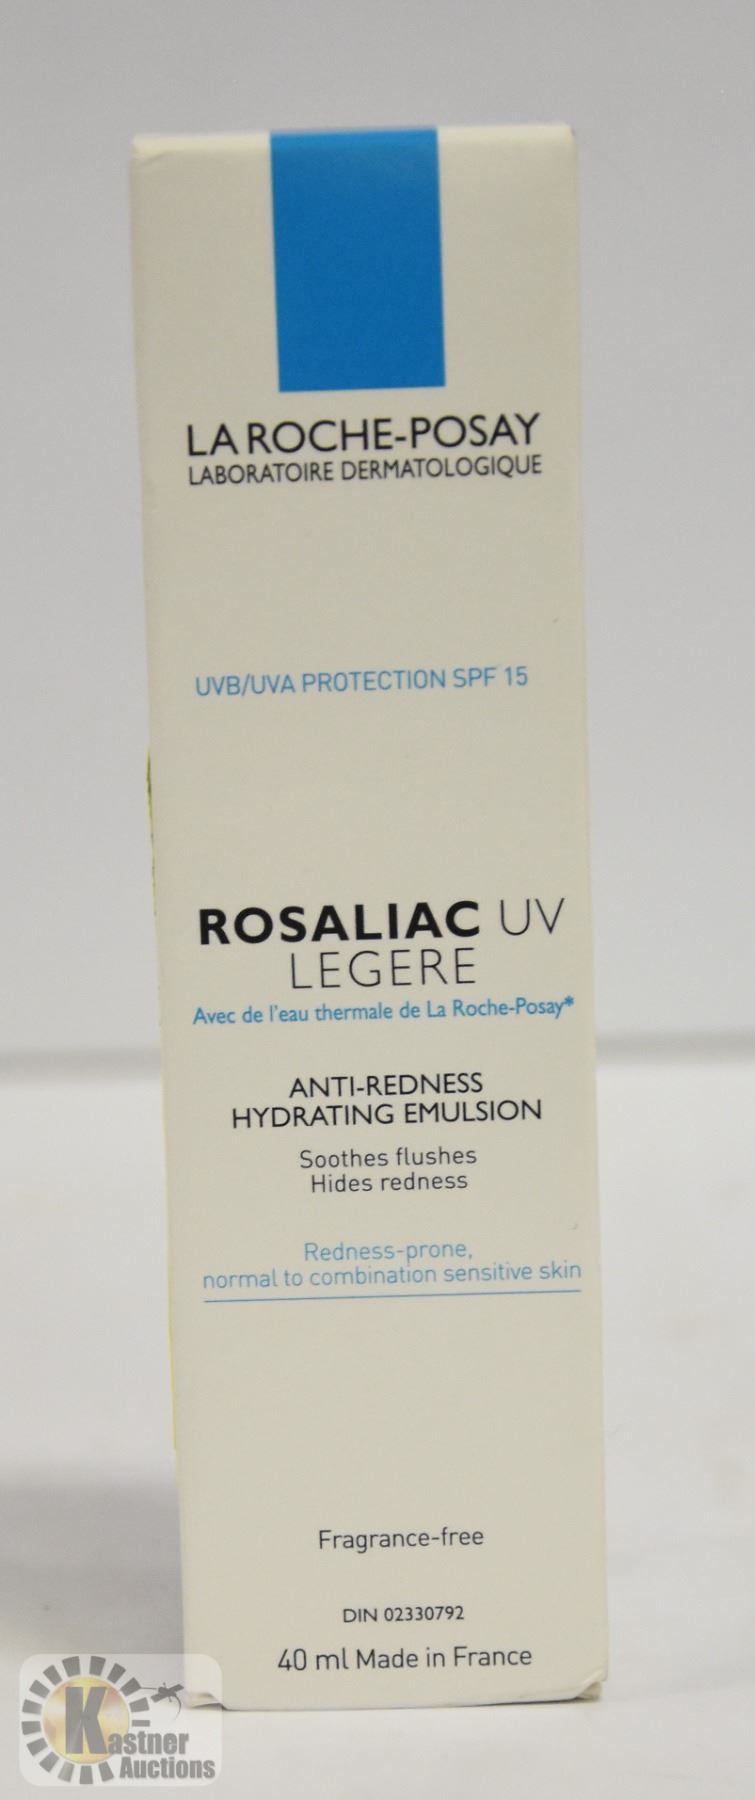 LA ROCHE-POSAY
LABORATOIRE DERMATOLOGIQUE
UVB/UVA PROTECTION SPF 15
ROSALIAC UV
LEGERE
Avec de l'eau thermale de La Roche-Posay*
ANTI-REDNESS
HYDRATING EMULSION
Soothes flushes
Hides redness
Redness-prone,
normal to combination sensitive skin
Fragrance-free
DIN 02330792
40 ml Made in France
Kastner
Auctions